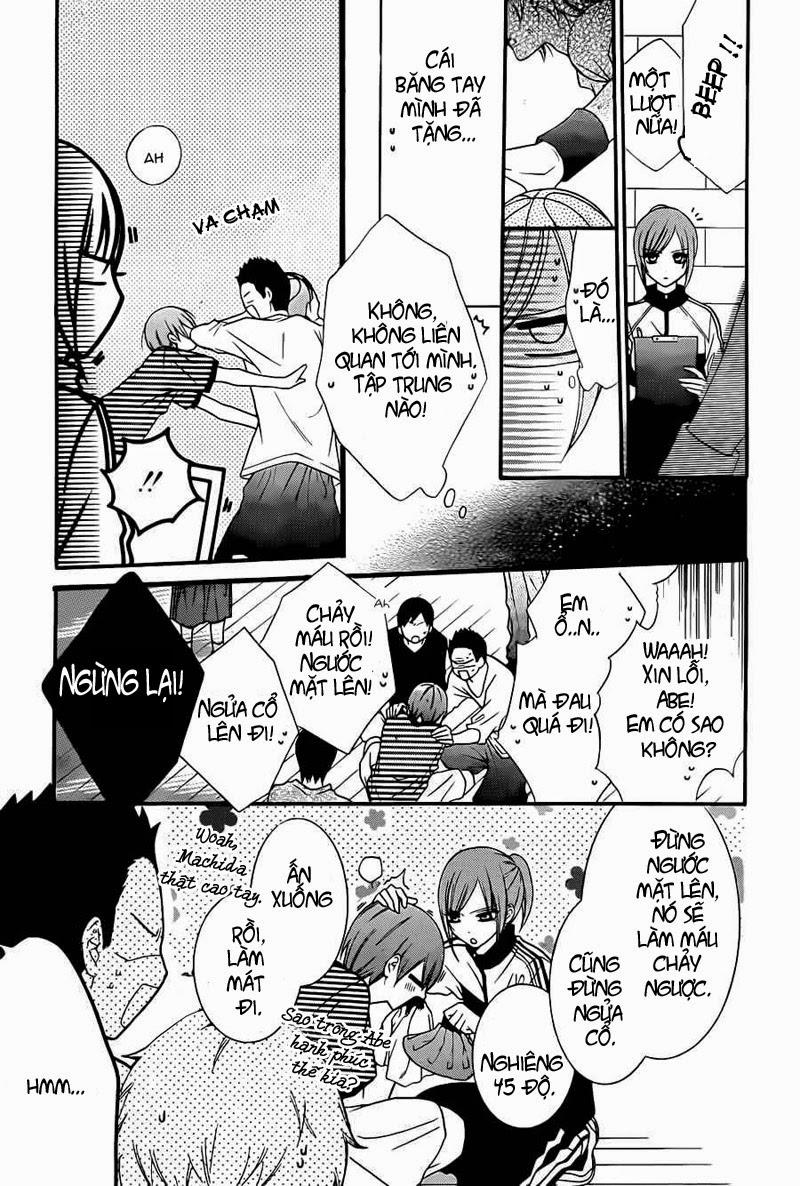 BEEP !!
MỘT
LƯỢT
NỮA!
CÁI
BĂNG TAY
MÌNH ĐÃ
TẶNG...
ĐÓ
LÀ...
KHÔNG,
KHÔNG LIÊN
QUAN TỚI MÌNH,
TẬP TRUNG
NÀO!
AH
VA CHẠM
!!
WAAAH!
XIN LỖI,
ABE!
EM CÓ SAO
KHÔNG?
EM
Ổ..N..
MÀ ĐAU
QUÁ ĐI!
Ah
CHẢY
MÁU RỒI!
NGƯỚC
MẶT LÊN!
NGỬA CỔ
LÊN ĐI!
NGỪNG LẠI!
ĐỪNG
NGƯỚC
MẶT LÊN,
NÓ SẼ
LÀM MÁU
CHẢY
NGƯỢC.
CŨNG
ĐỪNG
NGỬA
CỔ.
NGHIÊNG
45 ĐỘ.
ẤN
XUỐNG
RỒI,
LÀM
MÁT
ĐI.
Woah,
Machida
thật cao tay.
Sao trông Abe
hạnh phúc
thế kia?
HMM...